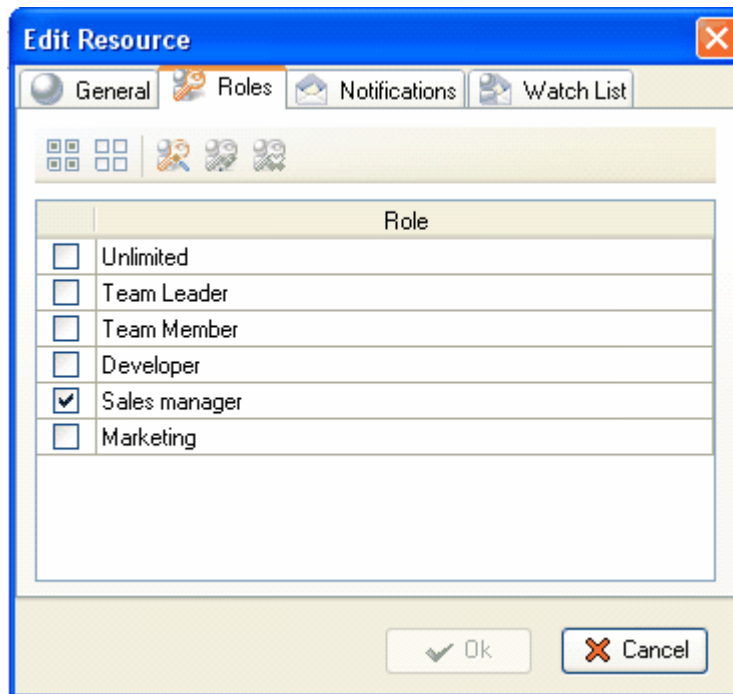 Edit Resource
General Roles Notifications Watch List
Role
Unlimited
Team Leader
Team Member
Developer
Sales manager
Marketing
Ok Cancel